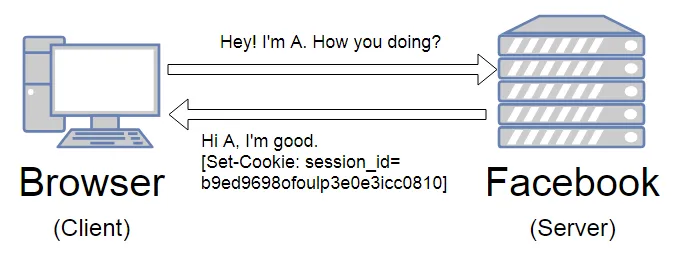 Hey! I'm A. How you doing?
Hi A, I'm good.
[Set-Cookie: session_id=
b9ed9698ofoulp3e0e3icc0810]
Browser
(Client)
Facebook
(Server)